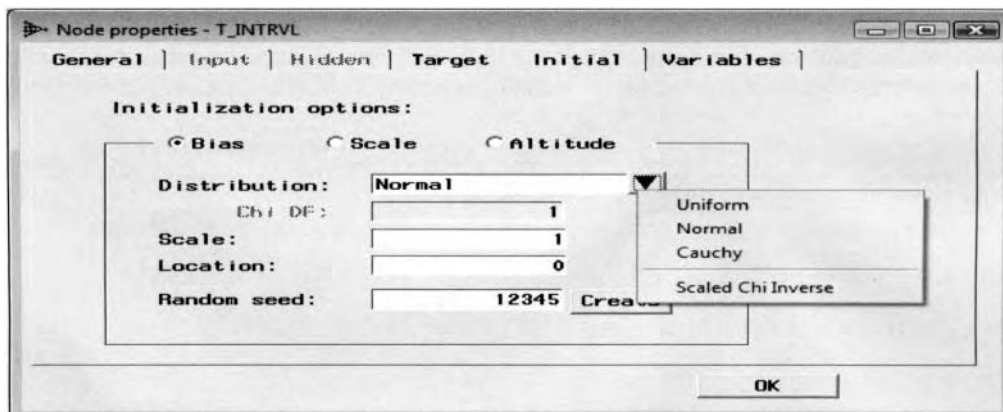 Node properties - T_INTRVL
General Input Hidden Target Initial Variables
Initialization options:
Bias Scale Altitude
Distribution: Normal
Chi DF: 1
Scale: 1
Location: 0
Random seed: 12345 Create
Uniform
Normal
Cauchy
Scaled Chi Inverse
OK